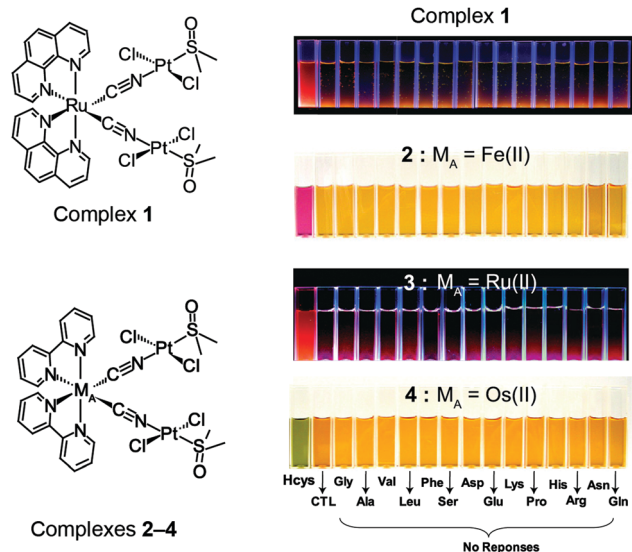 Complex 1
Cl
O
S
Pt
Cl
N
C
N
N
Ru
N
N
C
N
Cl
Pt
Cl
S
O
Complex 1
2 : MA = Fe(II)
3 : MA = Ru(II)
4 : MA = Os(II)
O
Cl
S
Pt
Cl
N
C
N
N
MA
N
N
C
N
Cl
Pt
Cl
S
O
Complexes 2–4
Hcys Gly Val Phe Asp Lys His Asn
CTL Ala Leu Ser Glu Pro Arg Gln
No Reponses